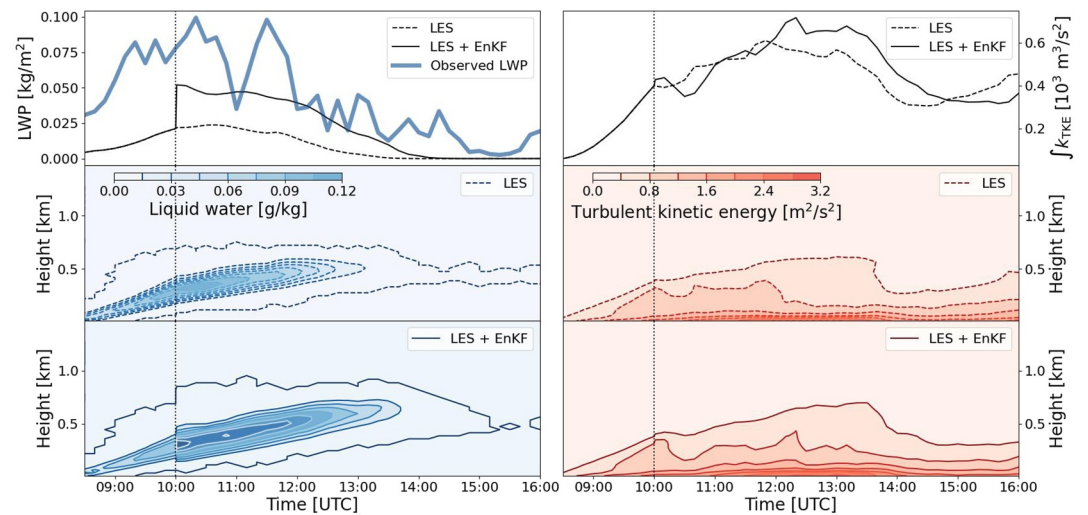 LWP [kg/m²]
0.100
0.075
0.050
0.025
0.000
LES
LES + EnKF
Observed LWP
LES
LES + EnKF
0.6
0.4
0.2
∫k_TKE [10³ m³/s²]
0.00 0.03 0.06 0.09 0.12
Liquid water [g/kg]
LES
Height [km]
1.0
0.5
0.0 0.8 1.6 2.4 3.2
Turbulent kinetic energy [m²/s²]
LES
1.0
0.5
Height [km]
LES + EnKF
Height [km]
1.0
0.5
LES + EnKF
1.0
0.5
Height [km]
09:00 10:00 11:00 12:00 13:00 14:00 15:00 16:00
Time [UTC]
09:00 10:00 11:00 12:00 13:00 14:00 15:00 16:00
Time [UTC]